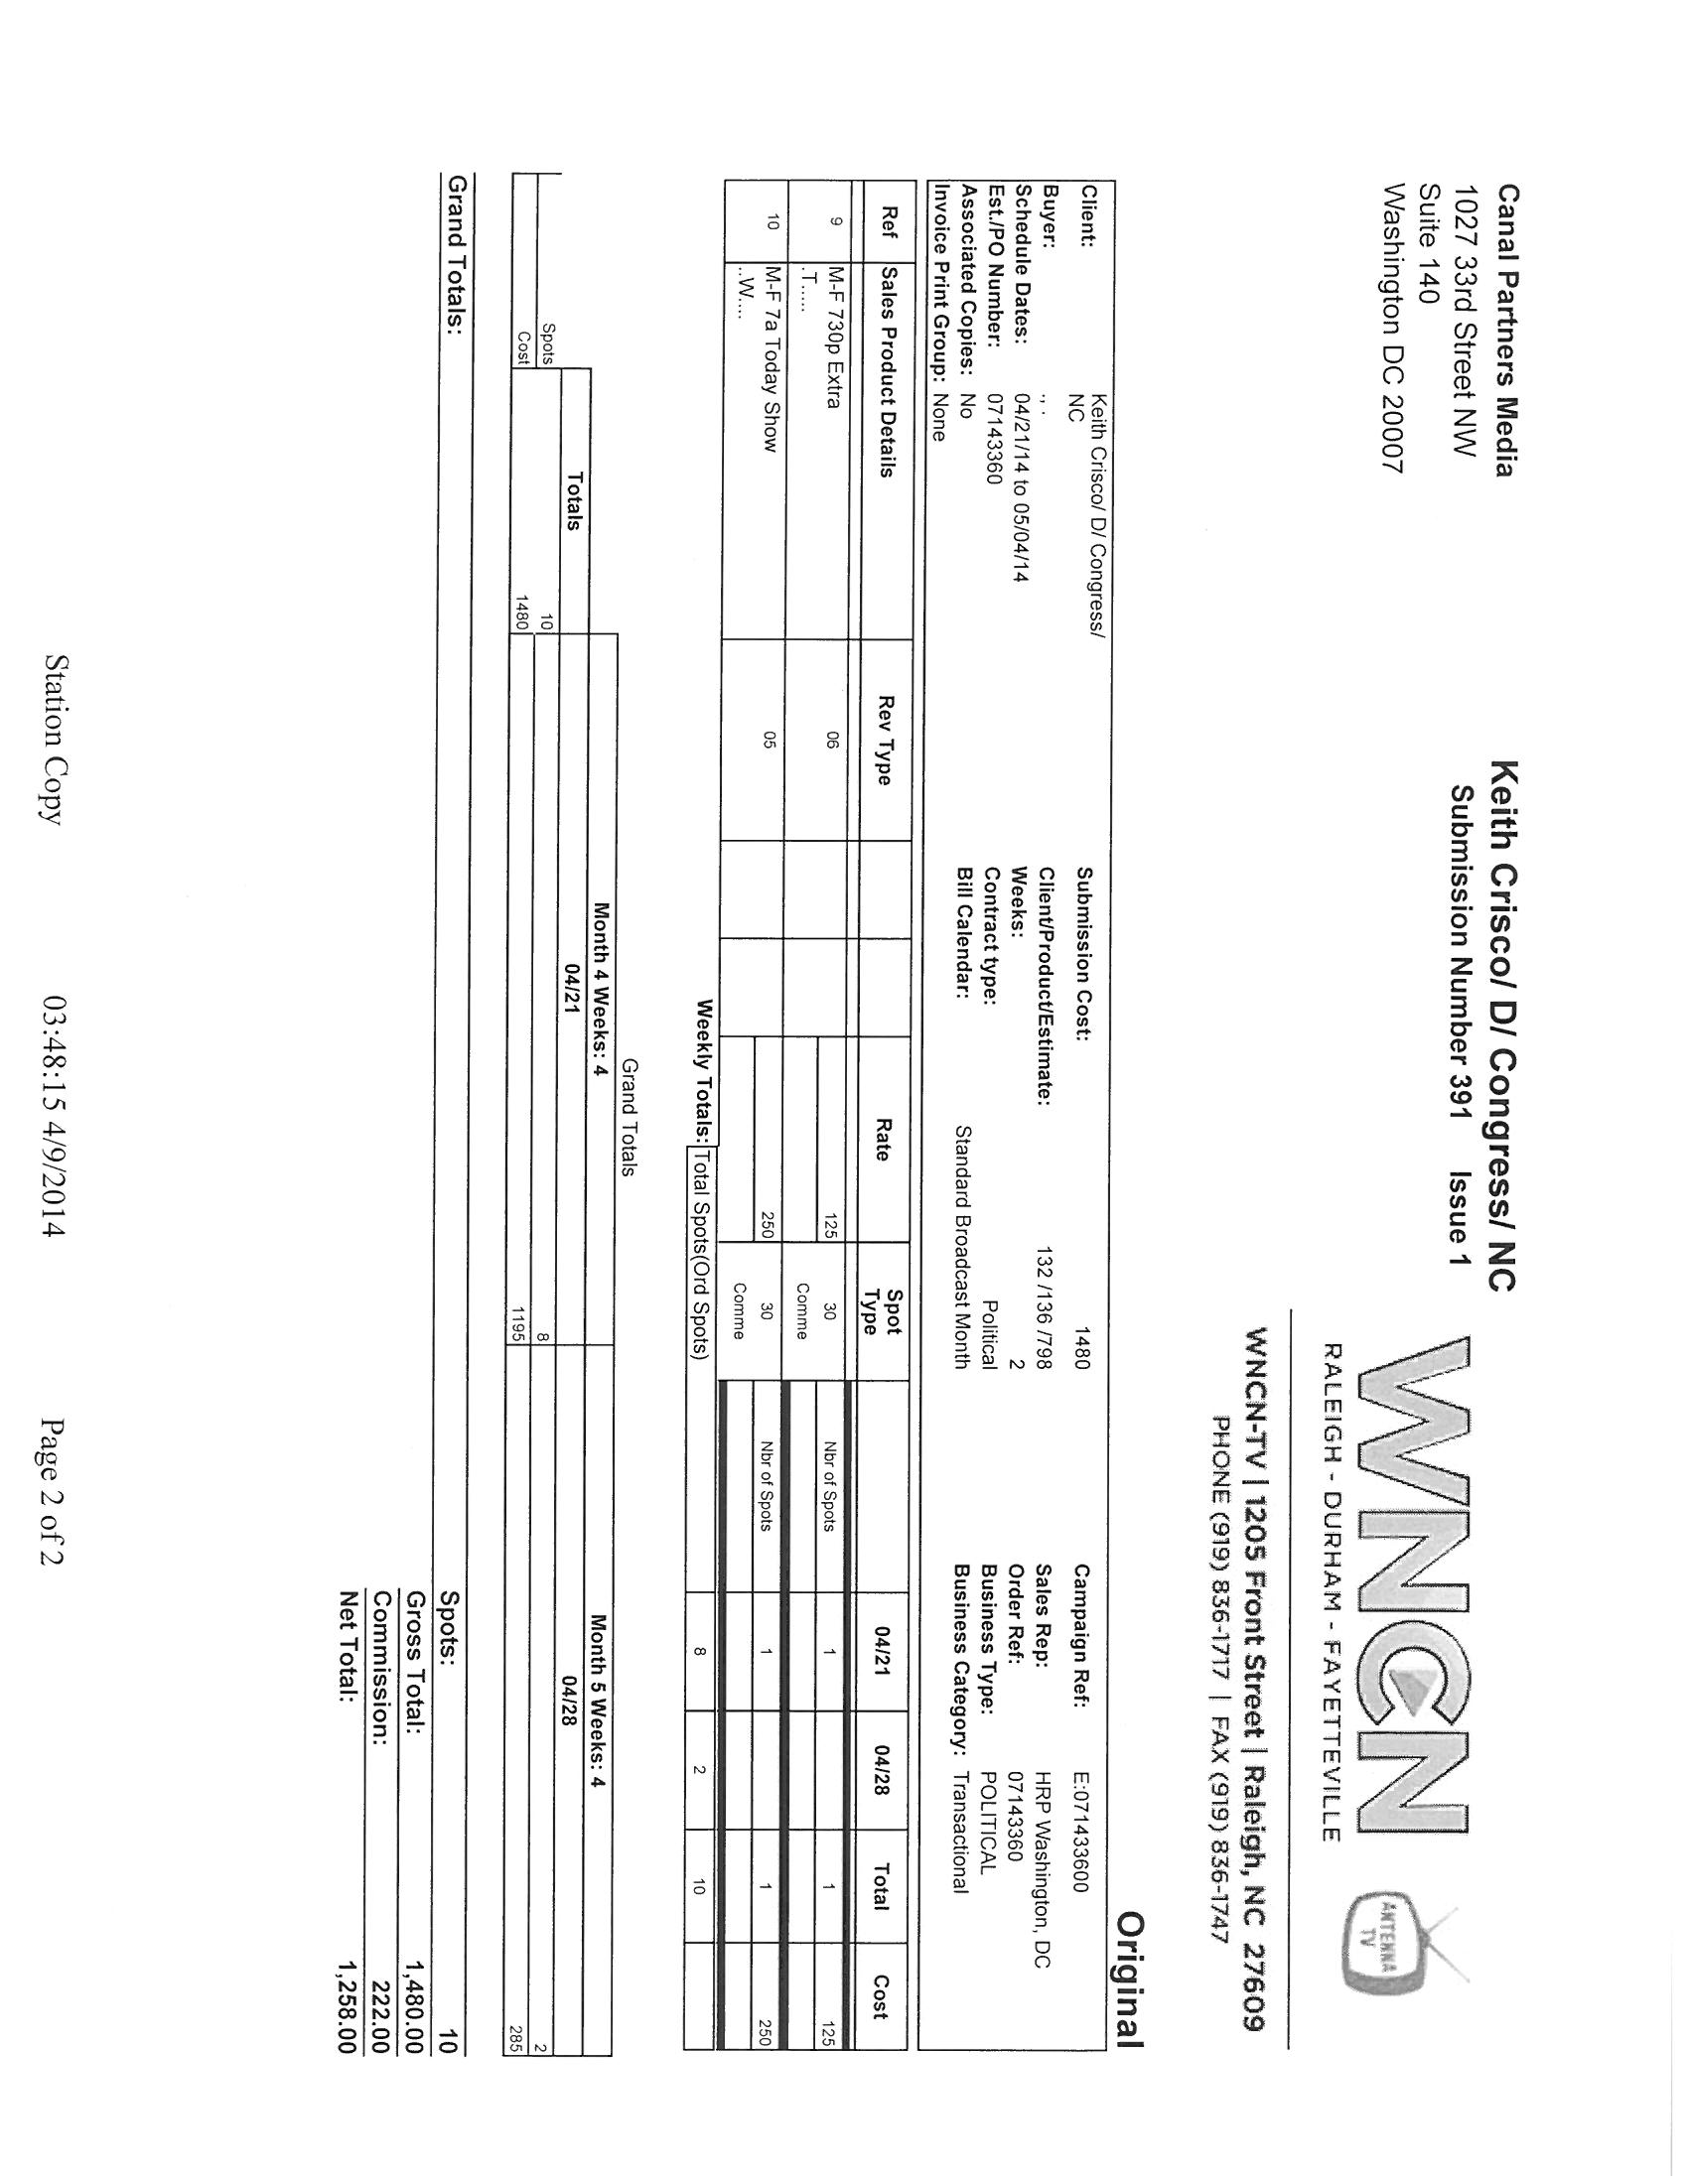 Canal Partners Media
1027 33rd Street NW
Suite 140
Washington DC 20007
Keith Crisco/ D/ Congress/ NC
Submission Number 391 Issue 1
WNCN
RALEIGH - DURHAM - FAYETTEVILLE
ANTENNA
TV
WNCN-TV | 1205 Front Street | Raleigh, NC 27609
PHONE (919) 836-1717 | FAX (919) 836-1747
Original
Client: Keith Crisco/ D/ Congress/
NC
Submission Cost: 1480
Campaign Ref: E:071433600
Buyer: ., .
Client/Product/Estimate: 132 /136 /798
Sales Rep: HRP Washington, DC
Schedule Dates: 04/21/14 to 05/04/14
Weeks: 2
Order Ref: 07143360
Est./PO Number: 07143360
Contract type: Political
Business Type: POLITICAL
Associated Copies: No
Bill Calendar: Standard Broadcast Month
Business Category: Transactional
Invoice Print Group: None
Ref Sales Product Details Rev Type Rate Spot Type 04/21 04/28 Total Cost
9 M-F 730p Extra 06 125 30 Nbr of Spots 1 1 125
.T..... Comme
10 M-F 7a Today Show 05 250 30 Nbr of Spots 1 1 250
..W.... Comme
Weekly Totals: Total Spots(Ord Spots) 8 2 10
Grand Totals
Month 4 Weeks: 4 Month 5 Weeks: 4
Totals 04/21 04/28
Spots 10 8 2
Cost 1480 1195 285
Grand Totals: Spots: 10
Gross Total: 1,480.00
Commission: 222.00
Net Total: 1,258.00
Station Copy 03:48:15 4/9/2014 Page 2 of 2